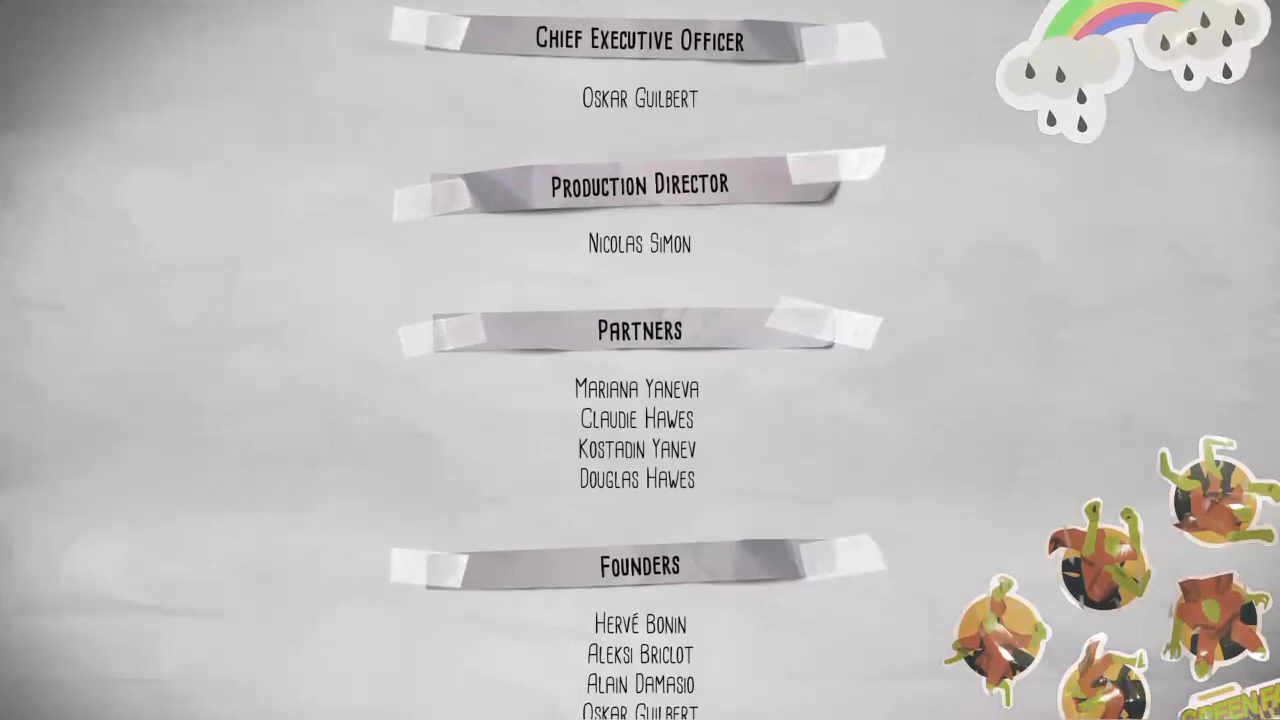 Chief Executive Officer
Oskar Guilbert
Production Director
Nicolas Simon
Partners
Mariana Yaneva
Claudie Hawes
Kostadin Yanev
Douglas Hawes
Founders
Hervé Bonin
Aleksi Briclot
Alain Damasio
Oskar Guilbert